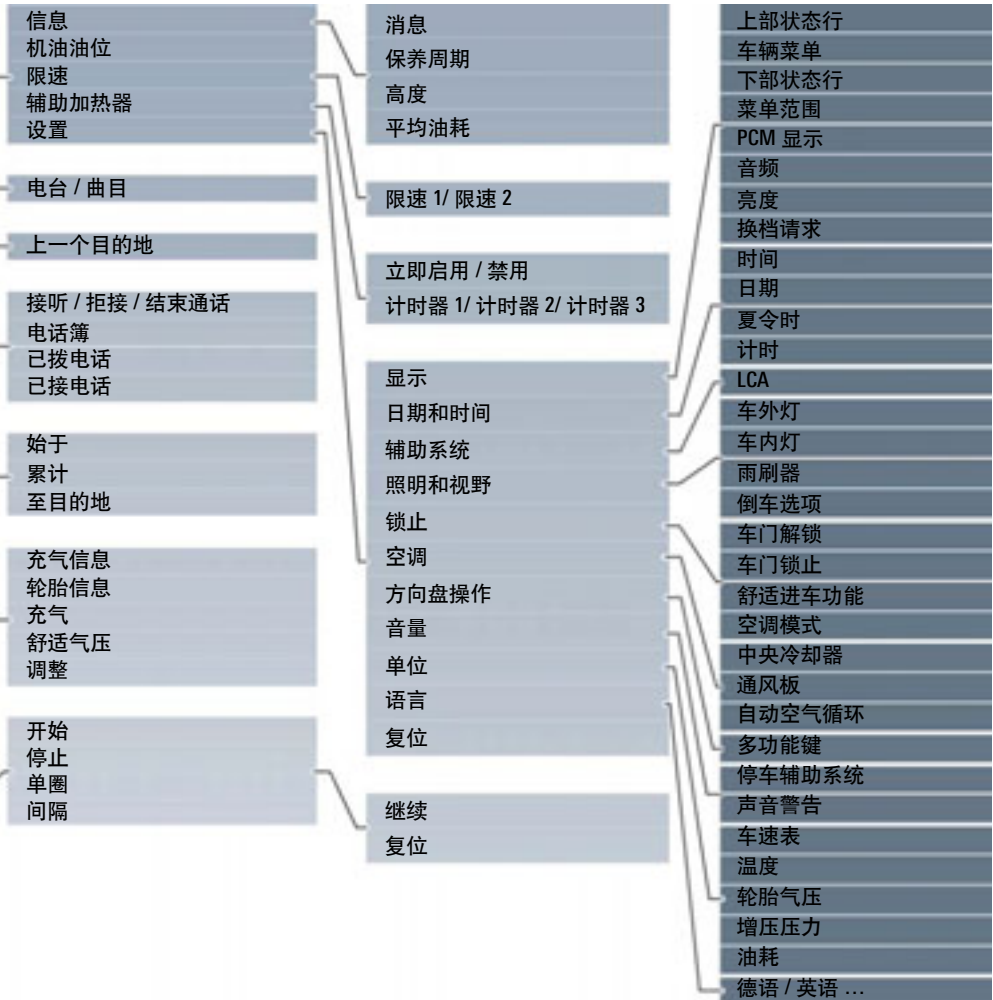 信息
机油油位
限速
辅助加热器
设置
电台 / 曲目
上一个目的地
接听 / 拒接 / 结束通话
电话簿
已拨电话
已接电话
始于
累计
至目的地
充气信息
轮胎信息
充气
舒适气压
调整
开始
停止
单圈
间隔
消息
保养周期
高度
平均油耗
限速 1/ 限速 2
立即启用 / 禁用
计时器 1/ 计时器 2/ 计时器 3
显示
日期和时间
辅助系统
照明和视野
锁止
空调
方向盘操作
音量
单位
语言
复位
继续
复位
上部状态行
车辆菜单
下部状态行
菜单范围
PCM 显示
音频
亮度
换档请求
时间
日期
夏令时
计时
LCA
车外灯
车内灯
雨刷器
倒车选项
车门解锁
车门锁止
舒适进车功能
空调模式
中央冷却器
通风板
自动空气循环
多功能键
停车辅助系统
声音警告
车速表
温度
轮胎气压
增压压力
油耗
德语 / 英语 …